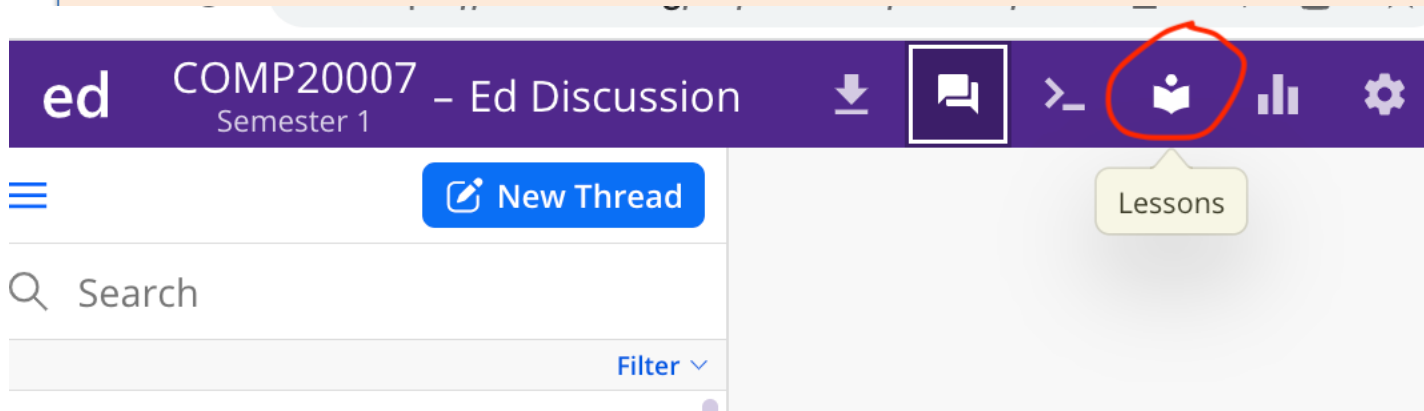 ed
COMP20007
Semester 1
– Ed Discussion
New Thread
Lessons
Search
Filter